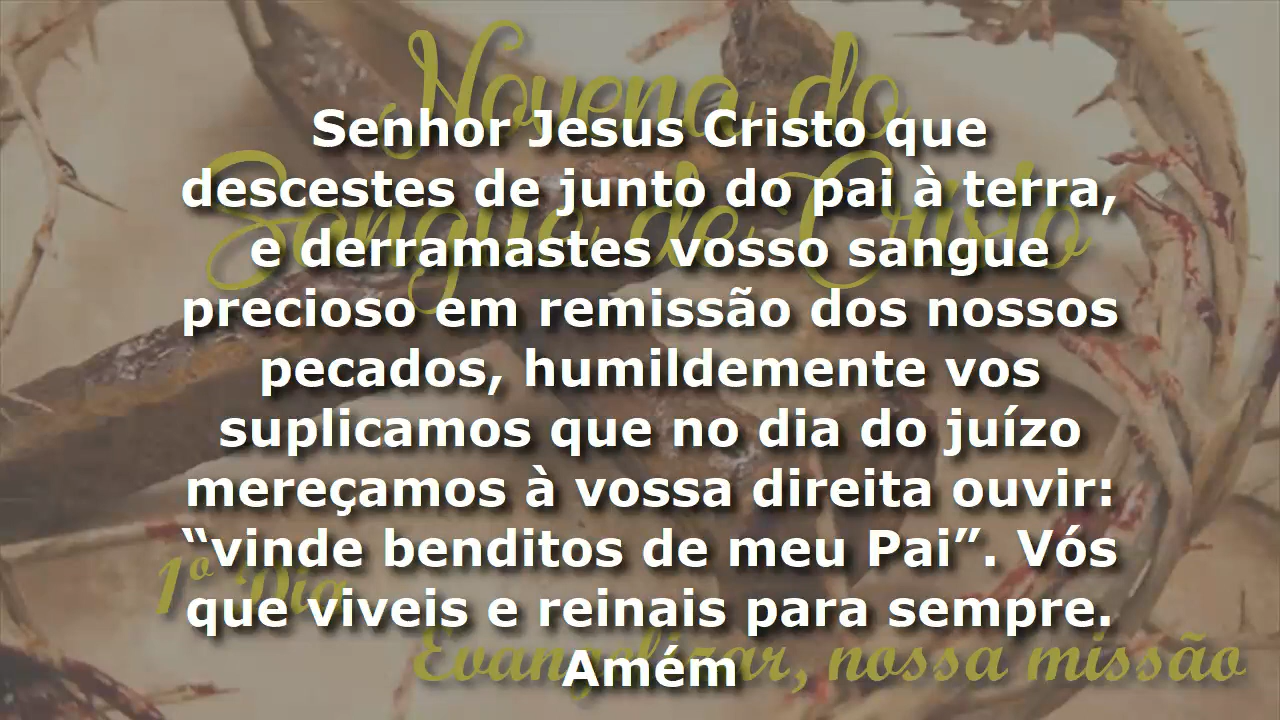 Novena do
Sangue de Cristo
Senhor Jesus Cristo que
descestes de junto do pai à terra,
e derramastes vosso sangue
precioso em remissão dos nossos
pecados, humildemente vos
suplicamos que no dia do juízo
mereçamos à vossa direita ouvir:
“vinde benditos de meu Pai”. Vós
que viveis e reinais para sempre.
Amém
1º Dia
Evangelizar, nossa missão